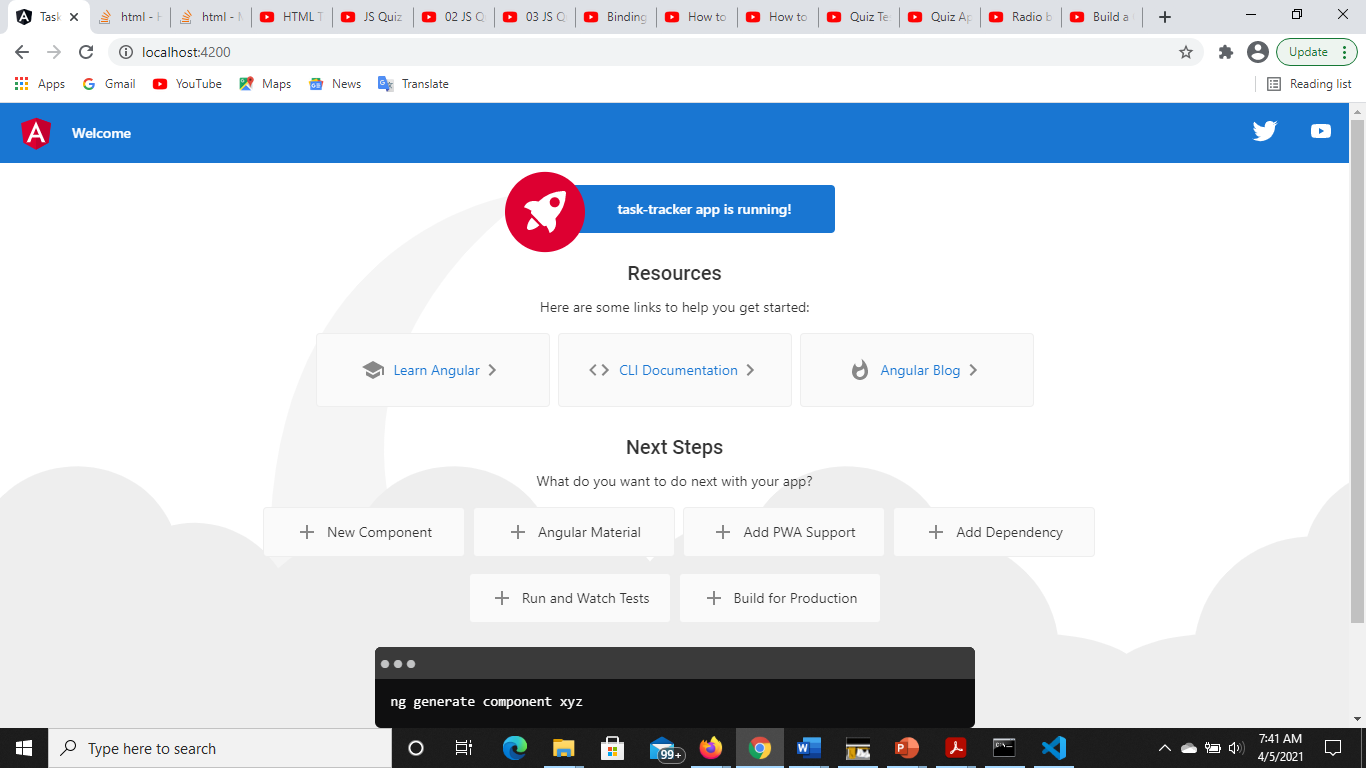 Task
html - H
html - M
HTML T
JS Quiz
02 JS Q
03 JS Q
Binding
How to
How to
Quiz Te
Quiz Ap
Radio b
Build a
localhost:4200
Update
Apps
Gmail
YouTube
Maps
News
Translate
Reading list
Welcome
task-tracker app is running!
Resources
Here are some links to help you get started:
Learn Angular
CLI Documentation
Angular Blog
Next Steps
What do you want to do next with your app?
New Component
Angular Material
Add PWA Support
Add Dependency
Run and Watch Tests
Build for Production
ng generate component xyz
Type here to search
99+
7:41 AM
4/5/2021